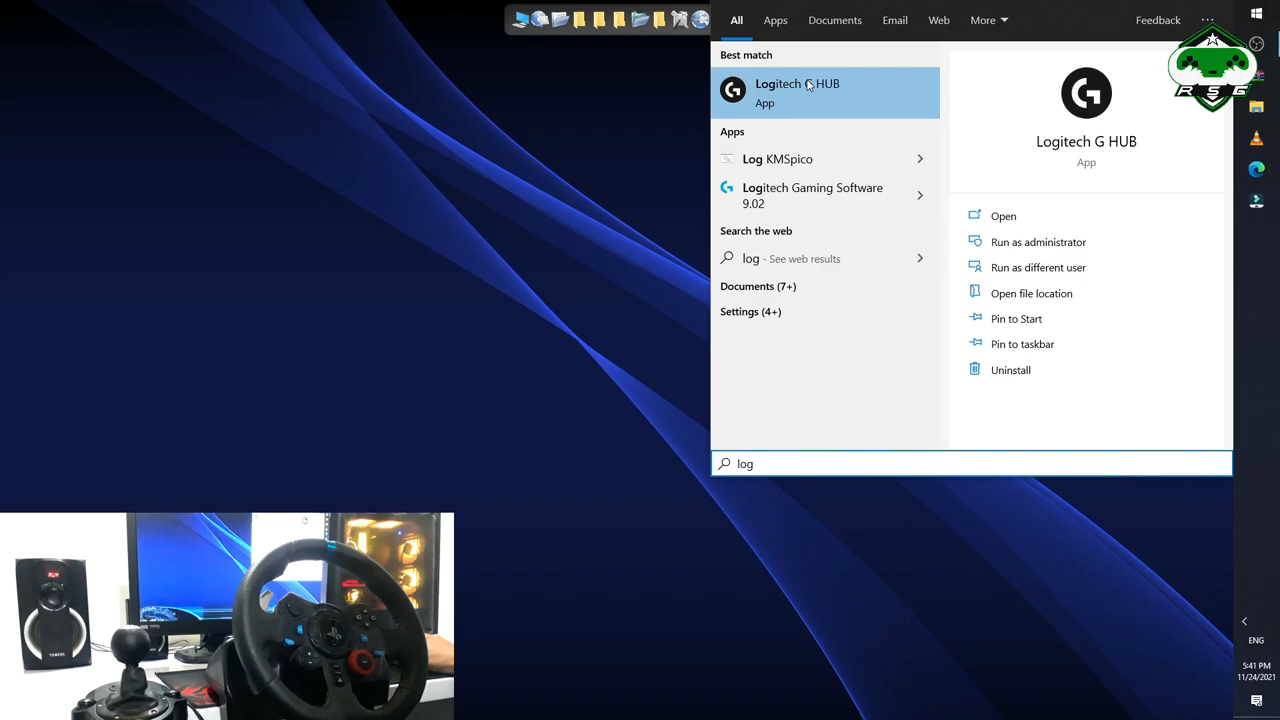 All Apps Documents Email Web More Feedback ...
Best match
Logitech G HUB
App
Apps
Log KMSpico
Logitech Gaming Software
9.02
Search the web
log - See web results
Documents (7+)
Settings (4+)
log
Logitech G HUB
App
Open
Run as administrator
Run as different user
Open file location
Pin to Start
Pin to taskbar
Uninstall
R S G
ENG
5:41 PM
11/24/2021